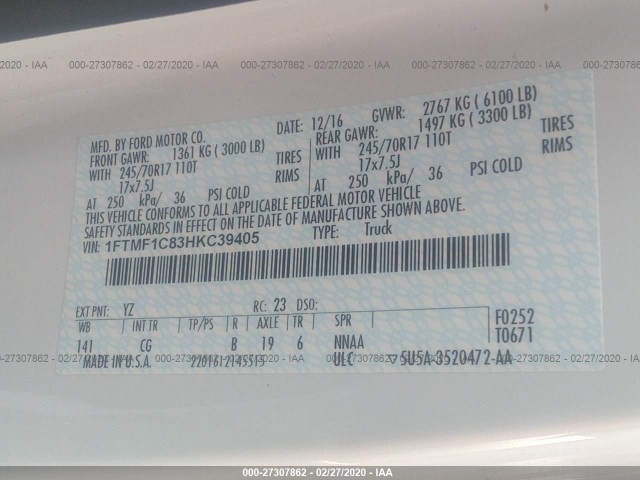 000-27307862 - 02/27/2020 - IAA
MFD. BY FORD MOTOR CO. DATE: 12/16 GVWR: 2767 KG ( 6100 LB)
FRONT GAWR: 1361 KG ( 3000 LB) REAR GAWR: 1497 KG ( 3300 LB)
WITH 245/70R17 110T TIRES WITH 245/70R17 110T TIRES
17x7.5J RIMS 17x7.5J RIMS
AT 250 kPa/ 36 PSI COLD AT 250 kPa/ 36 PSI COLD
THIS VEHICLE CONFORMS TO ALL APPLICABLE FEDERAL MOTOR VEHICLE
SAFETY STANDARDS IN EFFECT ON THE DATE OF MANUFACTURE SHOWN ABOVE.
VIN: 1FTMF1C83HKC39405 TYPE: Truck
EXT PNT: YZ RC: 23 DSO:
WB INT TR TP/PS R AXLE TR SPR F0252
141 CG B 19 6 NNAA T0671
MADE IN U.S.A. ULC 5U5A-3520472-AA
000-27307862 - 02/27/2020 - IAA
000-27307862 - 02/27/2020 - IAA